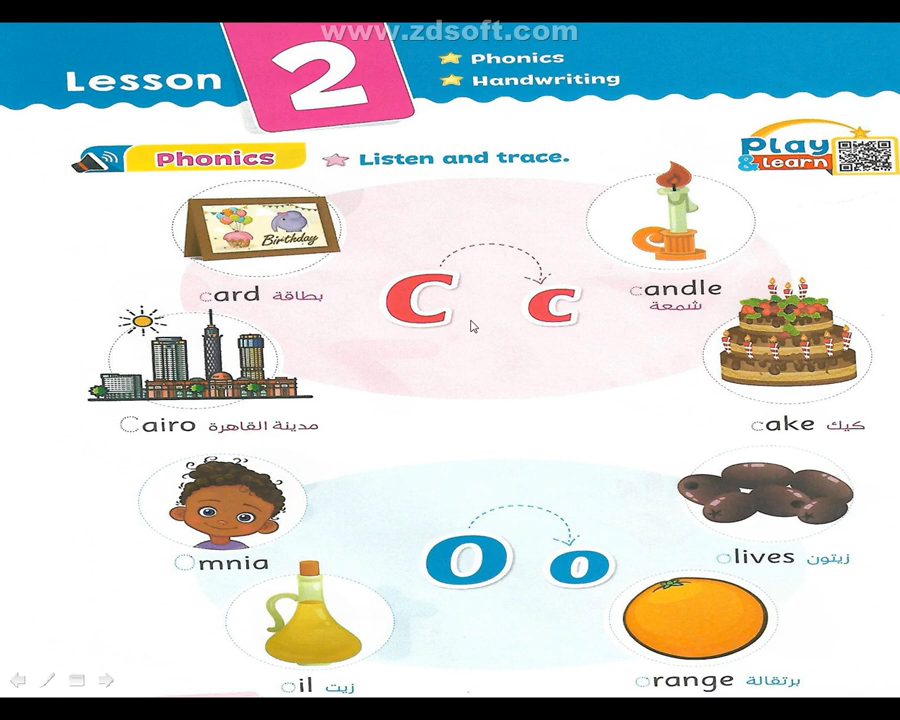 www.zdsoft.com
Lesson 2
Phonics
Handwriting
Phonics
Listen and trace.
Play
& learn
Birthday
card بطاقة
candle
شمعة
C c
Cairo مدينة القاهرة
cake كيك
Omnia
olives زيتون
O o
oil زيت
orange برتقالة